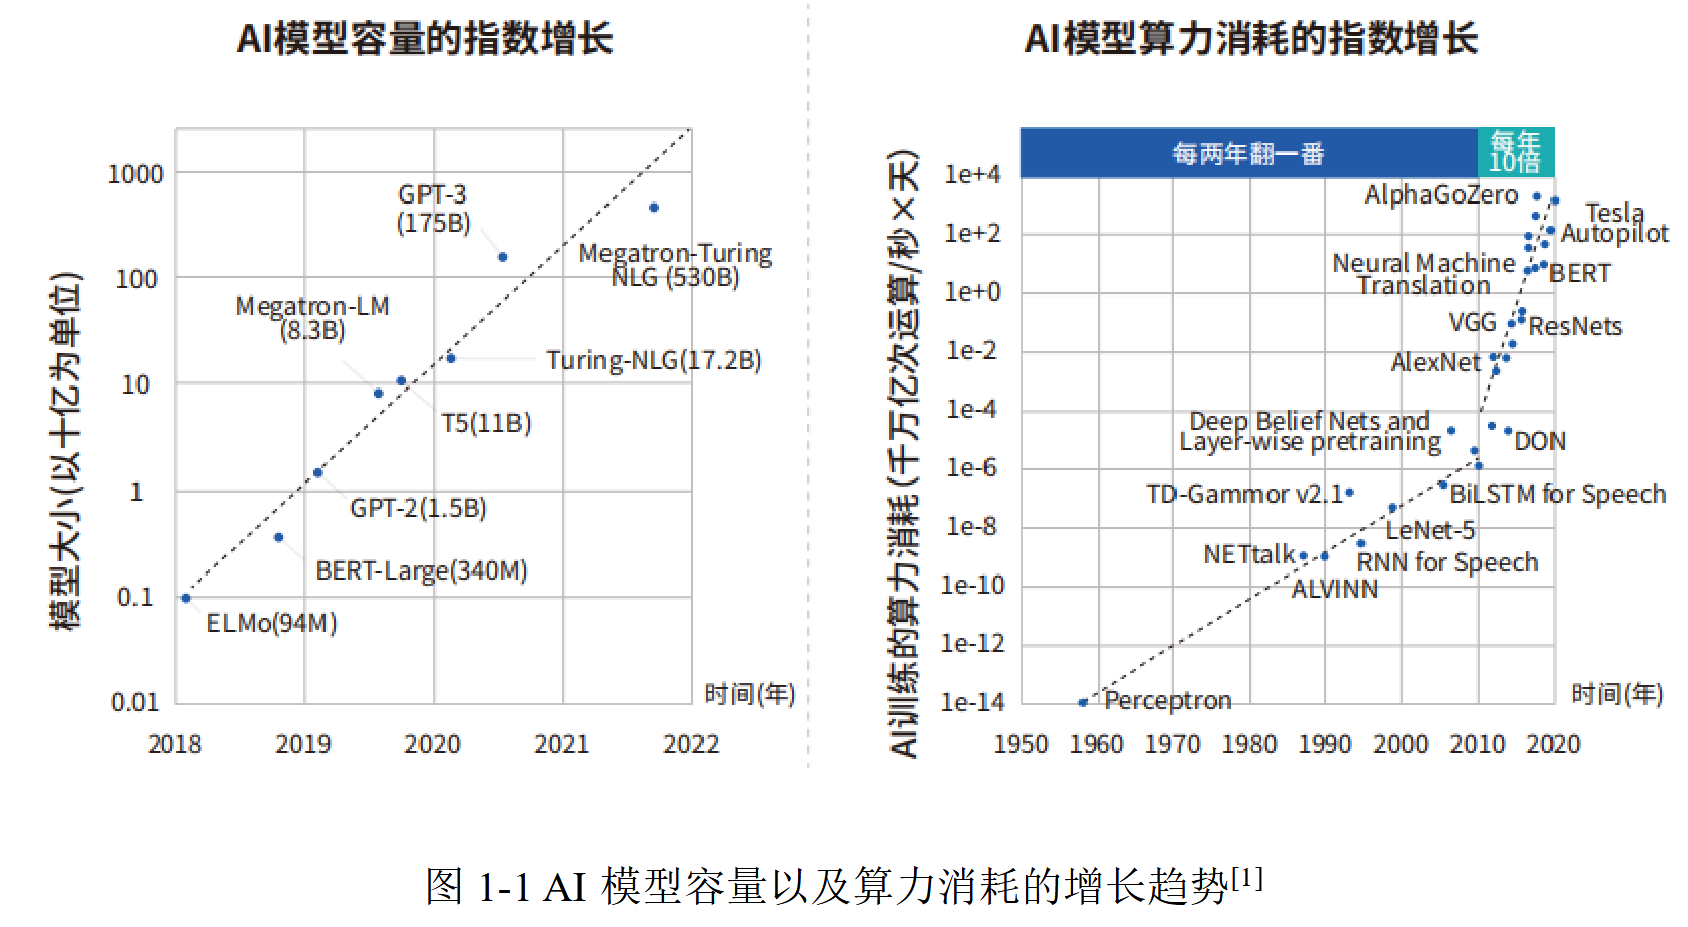 AI模型容量的指数增长
模型大小(以十亿为单位)
1000
100
10
1
0.1
0.01
GPT-3
(175B)
Megatron-Turing
NLG (530B)
Megatron-LM
(8.3B)
Turing-NLG(17.2B)
T5(11B)
GPT-2(1.5B)
BERT-Large(340M)
ELMo(94M)
时间(年)
2018
2019
2020
2021
2022
AI模型算力消耗的指数增长
每两年翻一番
每年
10倍
AI训练的算力消耗(千万亿次运算/秒×天)
1e+4
1e+2
1e+0
1e-2
1e-4
1e-6
1e-8
1e-10
1e-12
1e-14
AlphaGoZero
Tesla
Autopilot
Neural Machine
Translation
BERT
VGG
ResNets
AlexNet
Deep Belief Nets and
Layer-wise pretraining
DON
TD-Gammor v2.1
BiLSTM for Speech
LeNet-5
NETtalk
RNN for Speech
ALVINN
Perceptron
时间(年)
1950
1960
1970
1980
1990
2000
2010
2020
图 1-1 AI 模型容量以及算力消耗的增长趋势[1]